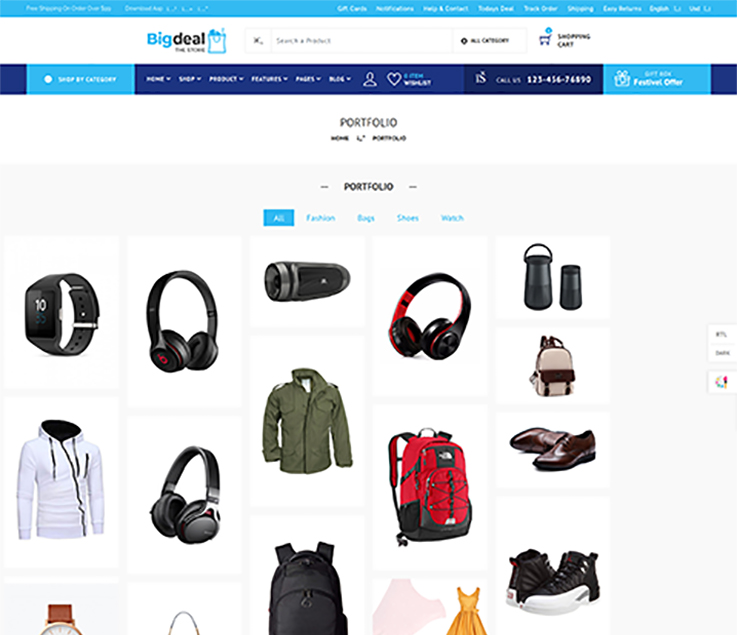 Free Shipping On Order Over $99 Download App Gift Cards Notifications Help & Contact Todays Deal Track Order Shipping Easy Returns English Usd
Bigdeal
THE STORE
Search a Product
ALL CATEGORY
0
SHOPPING
CART
SHOP BY CATEGORY
HOME SHOP PRODUCT FEATURES PAGES BLOG
0 ITEM
WISHLIST
CALL US 123-456-76890
GIFT BOX
Festivel Offer
PORTFOLIO
HOME PORTFOLIO
PORTFOLIO
All Fashion Bags Shoes Watch
10
RTL
DARK